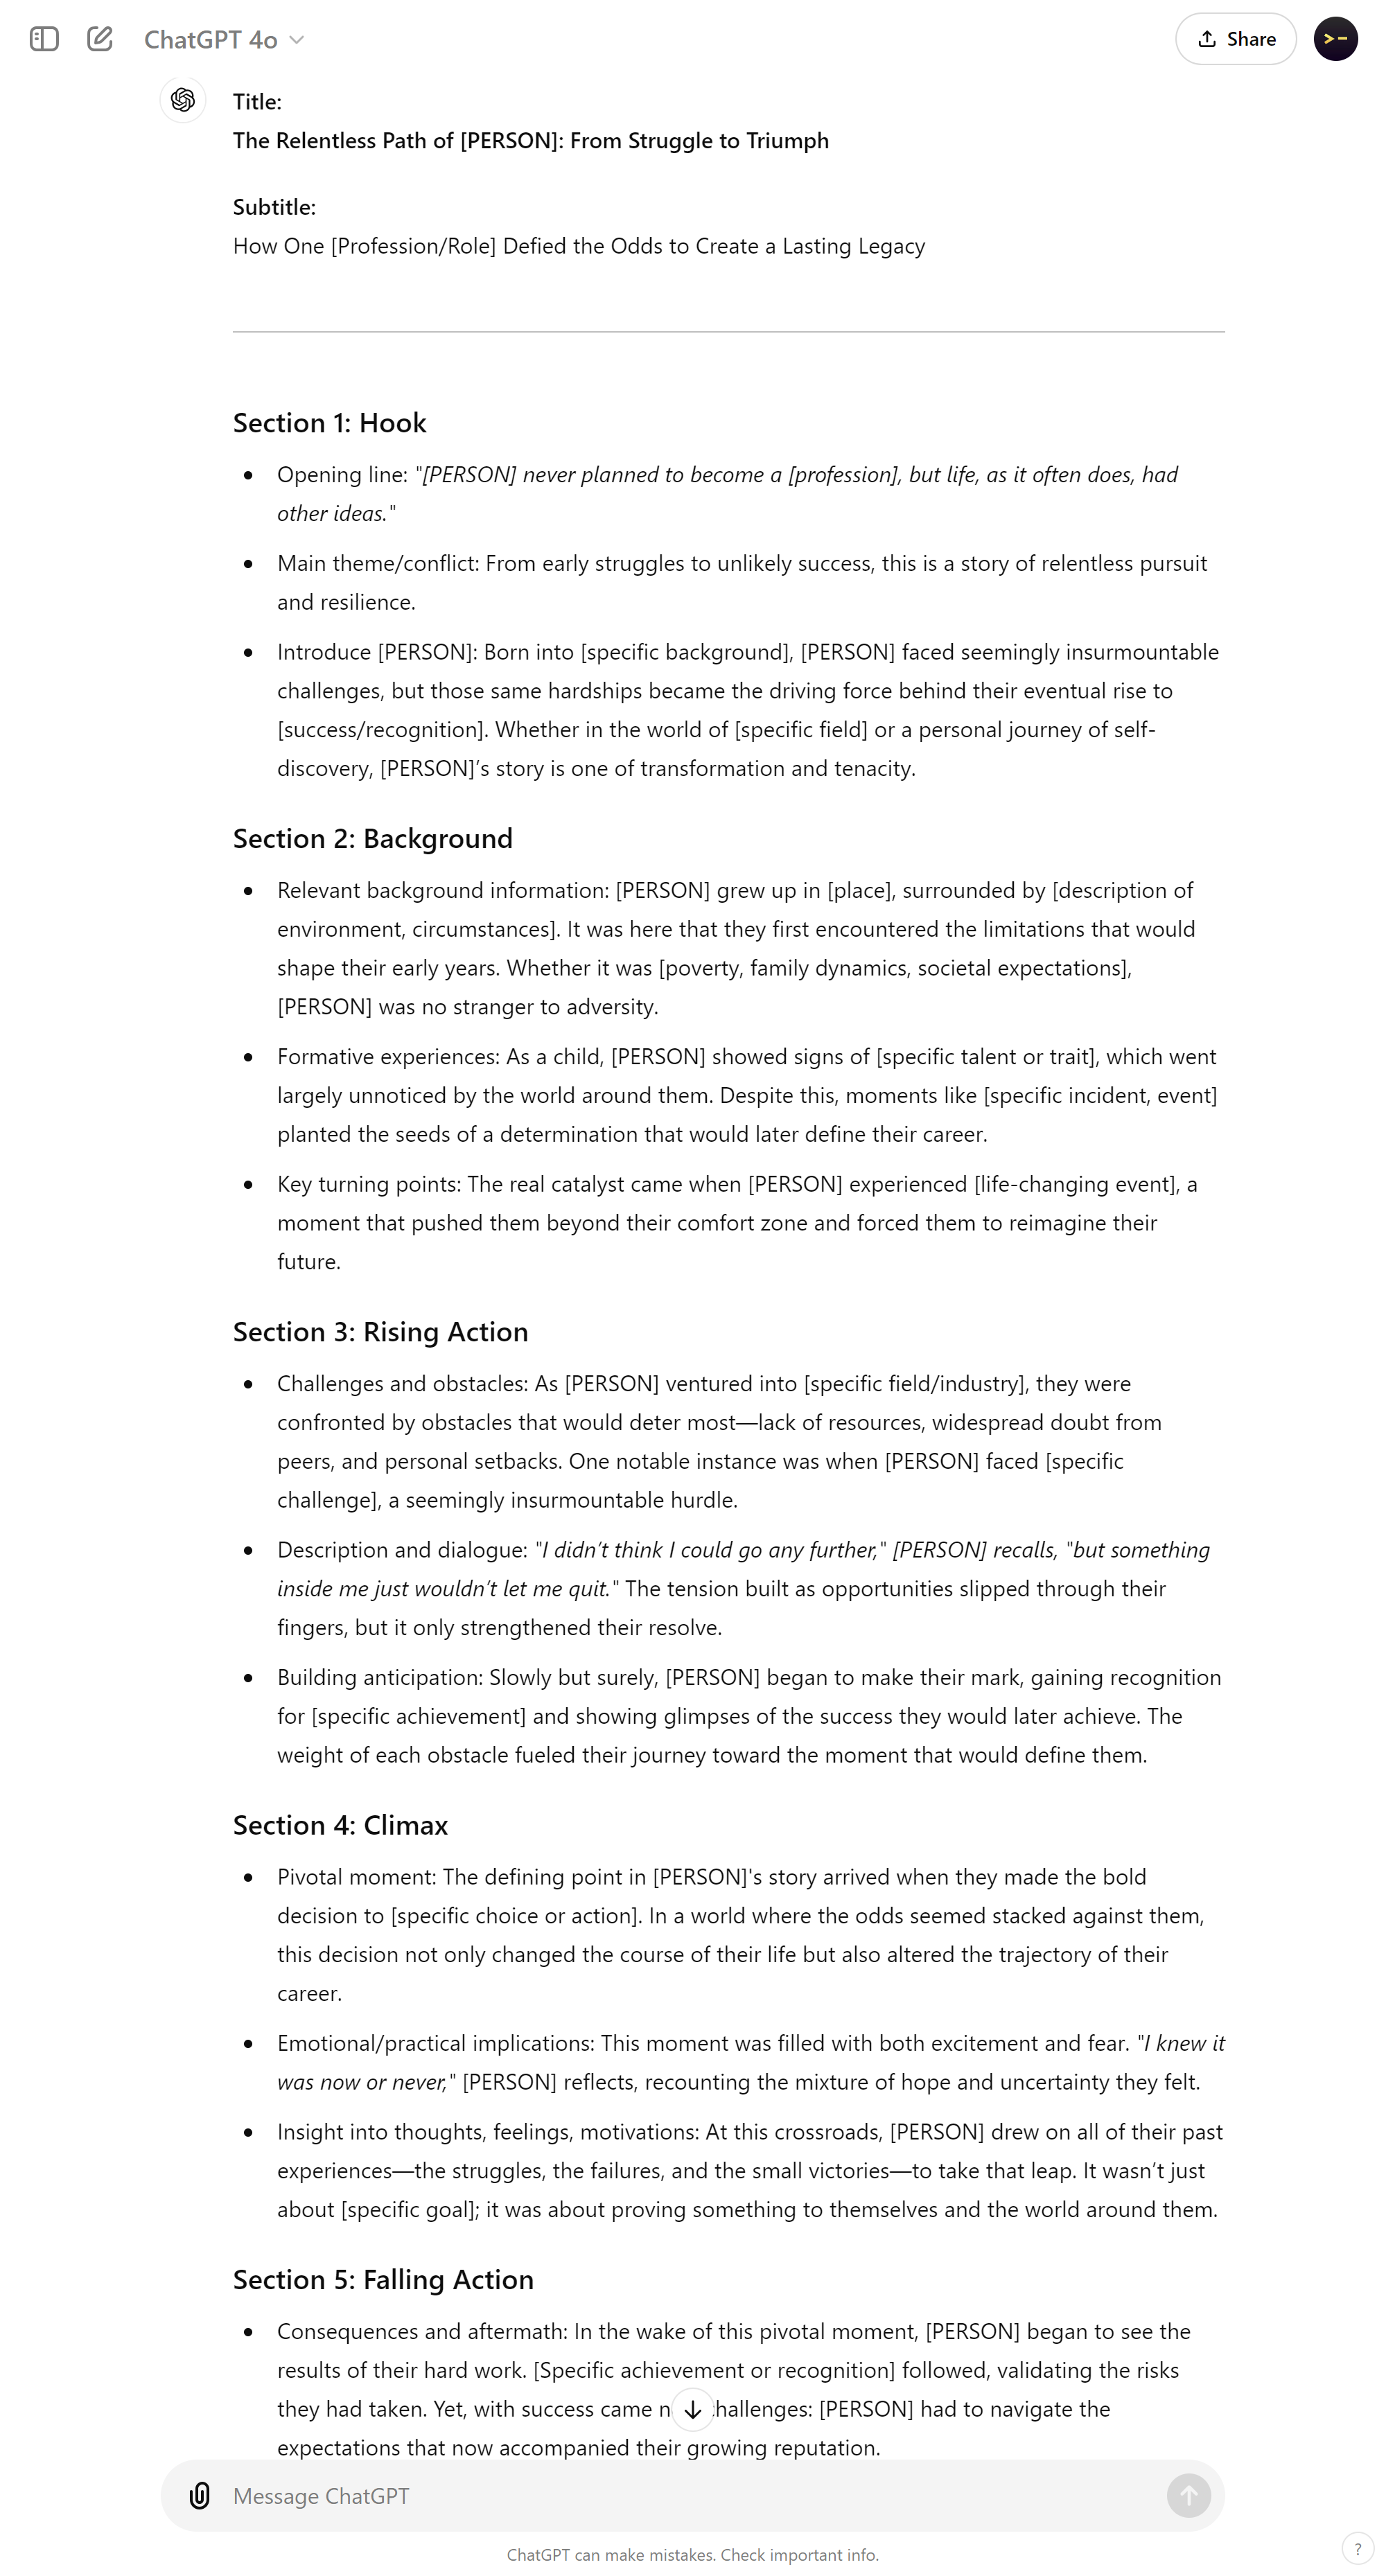 ChatGPT 4o
Share
Title:
The Relentless Path of [PERSON]: From Struggle to Triumph
Subtitle:
How One [Profession/Role] Defied the Odds to Create a Lasting Legacy
Section 1: Hook
Opening line: "[PERSON] never planned to become a [profession], but life, as it often does, had
other ideas."
Main theme/conflict: From early struggles to unlikely success, this is a story of relentless pursuit
and resilience.
Introduce [PERSON]: Born into [specific background], [PERSON] faced seemingly insurmountable
challenges, but those same hardships became the driving force behind their eventual rise to
[success/recognition]. Whether in the world of [specific field] or a personal journey of self-
discovery, [PERSON]’s story is one of transformation and tenacity.
Section 2: Background
Relevant background information: [PERSON] grew up in [place], surrounded by [description of
environment, circumstances]. It was here that they first encountered the limitations that would
shape their early years. Whether it was [poverty, family dynamics, societal expectations],
[PERSON] was no stranger to adversity.
Formative experiences: As a child, [PERSON] showed signs of [specific talent or trait], which went
largely unnoticed by the world around them. Despite this, moments like [specific incident, event]
planted the seeds of a determination that would later define their career.
Key turning points: The real catalyst came when [PERSON] experienced [life-changing event], a
moment that pushed them beyond their comfort zone and forced them to reimagine their
future.
Section 3: Rising Action
Challenges and obstacles: As [PERSON] ventured into [specific field/industry], they were
confronted by obstacles that would deter most—lack of resources, widespread doubt from
peers, and personal setbacks. One notable instance was when [PERSON] faced [specific
challenge], a seemingly insurmountable hurdle.
Description and dialogue: "I didn’t think I could go any further," [PERSON] recalls, "but something
inside me just wouldn’t let me quit." The tension built as opportunities slipped through their
fingers, but it only strengthened their resolve.
Building anticipation: Slowly but surely, [PERSON] began to make their mark, gaining recognition
for [specific achievement] and showing glimpses of the success they would later achieve. The
weight of each obstacle fueled their journey toward the moment that would define them.
Section 4: Climax
Pivotal moment: The defining point in [PERSON]'s story arrived when they made the bold
decision to [specific choice or action]. In a world where the odds seemed stacked against them,
this decision not only changed the course of their life but also altered the trajectory of their
career.
Emotional/practical implications: This moment was filled with both excitement and fear. "I knew it
was now or never," [PERSON] reflects, recounting the mixture of hope and uncertainty they felt.
Insight into thoughts, feelings, motivations: At this crossroads, [PERSON] drew on all of their past
experiences—the struggles, the failures, and the small victories—to take that leap. It wasn’t just
about [specific goal]; it was about proving something to themselves and the world around them.
Section 5: Falling Action
Consequences and aftermath: In the wake of this pivotal moment, [PERSON] began to see the
results of their hard work. [Specific achievement or recognition] followed, validating the risks
they had taken. Yet, with success came challenges: [PERSON] had to navigate the
expectations that now accompanied their growing reputation.
Message ChatGPT
ChatGPT can make mistakes. Check important info.
?